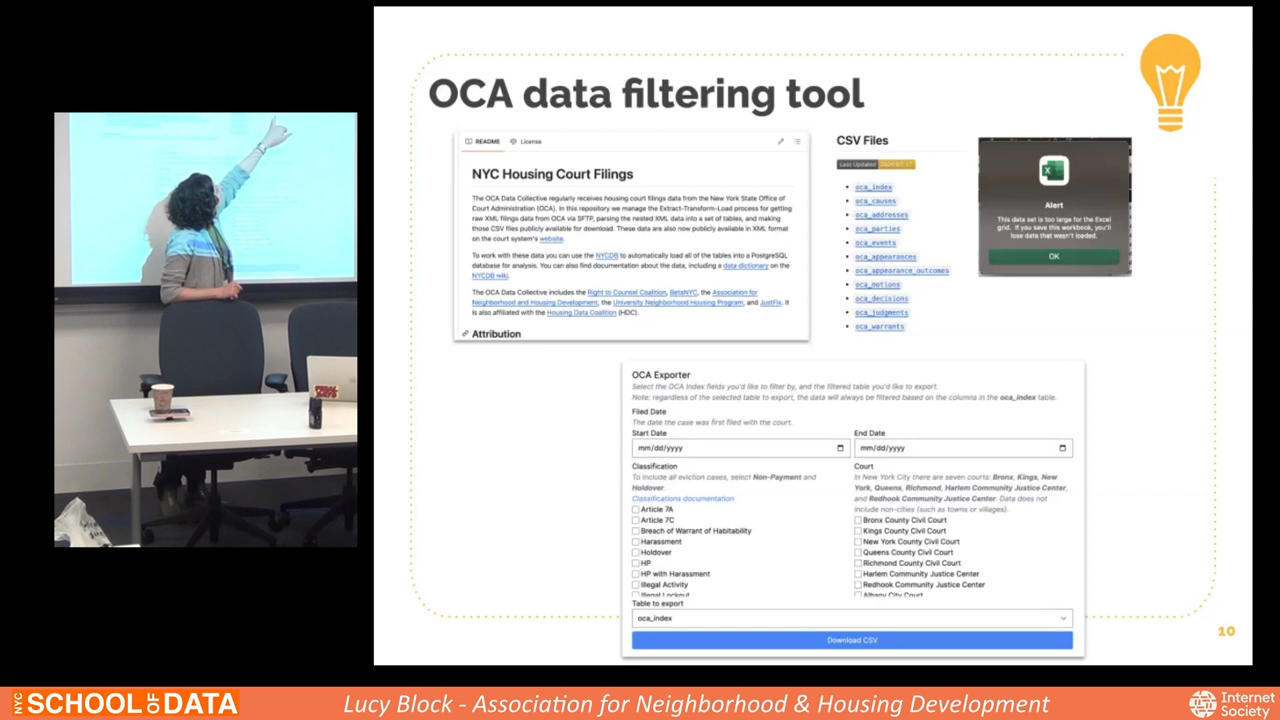 OCA data filtering tool
README
License
NYC Housing Court Filings
The OCA Data Collective regularly receives housing court filings data from the New York State Office of
Court Administration (OCA). In this repository we manage the Extract-Transform-Load process for getting
raw XML filings data from OCA via SFTP, parsing the nested XML data into a set of tables, and making
those CSV files publicly available for download. These data are also now publicly available in XML format
on the court system's website.
To work with these data you can use the NYCDB to automatically load all of the tables into a PostgreSQL
database for analysis. You can also find documentation about the data, including a data dictionary on the
NYCDB wiki.
The OCA Data Collective includes the Right to Counsel Coalition, BetaNYC, the Association for
Neighborhood and Housing Development, the University Neighborhood Housing Program, and JustFix. It
is also affiliated with the Housing Data Coalition (HDC).
Attribution
CSV Files
Last Updated
oca_index
oca_causes
oca_addresses
oca_parties
oca_events
oca_appearances
oca_appearance_outcomes
oca_motions
oca_decisions
oca_judgments
oca_warrants
Alert
This data set is too large for the Excel
grid. If you save this workbook, you'll
lose data that wasn't loaded.
OK
OCA Exporter
Select the OCA Index fields you'd like to filter by, and the filtered table you'd like to export.
Note: regardless of the selected table to export, the data will always be filtered based on the columns in the oca_index table.
Filed Date
The date the case was first filed with the court.
Start Date
mm/dd/yyyy
End Date
mm/dd/yyyy
Classification
To include all eviction cases, select Non-Payment and
Holdover.
Classifications documentation
Article 7A
Article 7C
Breach of Warrant of Habitability
Harassment
Holdover
HP
HP with Harassment
Illegal Activity
Illegal Lockout
Court
In New York City there are seven courts: Bronx, Kings, New
York, Queens, Richmond, Harlem Community Justice Center,
and Redhook Community Justice Center. Data does not
include non-cities (such as towns or villages).
Bronx County Civil Court
Kings County Civil Court
New York County Civil Court
Queens County Civil Court
Richmond County Civil Court
Harlem Community Justice Center
Redhook Community Justice Center
Albany City Court
Table to export
oca_index
Download CSV
10
NYC SCHOOL OF DATA
Lucy Block - Association for Neighborhood & Housing Development
Internet
Society